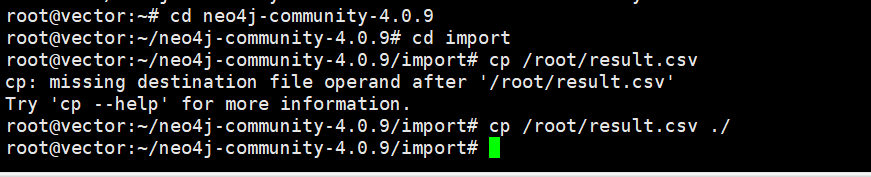 root@vector:~# cd neo4j-community-4.0.9
root@vector:~/neo4j-community-4.0.9# cd import
root@vector:~/neo4j-community-4.0.9/import# cp /root/result.csv
cp: missing destination file operand after '/root/result.csv'
Try 'cp --help' for more information.
root@vector:~/neo4j-community-4.0.9/import# cp /root/result.csv ./
root@vector:~/neo4j-community-4.0.9/import#